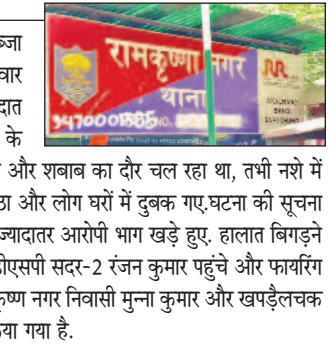 ब्जा
वार
दात
के
रामकृष्णा नगर
थाना
9470001385
और शबाब का दौर चल रहा था, तभी नशे में
और लोग घरों में दुबक गए.घटना की सूचना
ज्यादातर आरोपी भाग खड़े हुए. हालात बिगड़ने
डीएसपी सदर-2 रंजन कुमार पहुंचे और फायरिंग
कृष्ण नगर निवासी मुन्ना कुमार और खपड़ैलचक
गया है.